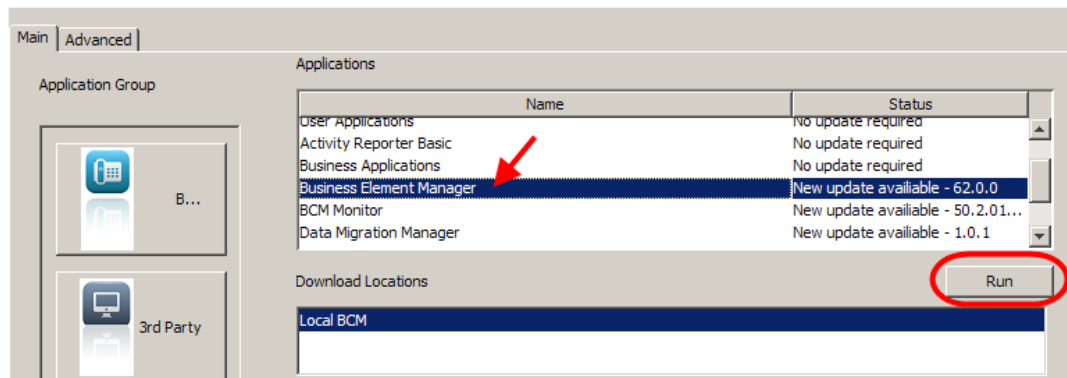 Main Advanced
Application Group
Applications
Name Status
User Applications No update required
Activity Reporter Basic No update required
Business Applications No update required
Business Element Manager New update availiable - 62.0.0
BCM Monitor New update availiable - 50.2.01...
Data Migration Manager New update availiable - 1.0.1
B...
3rd Party
Download Locations Run
Local BCM